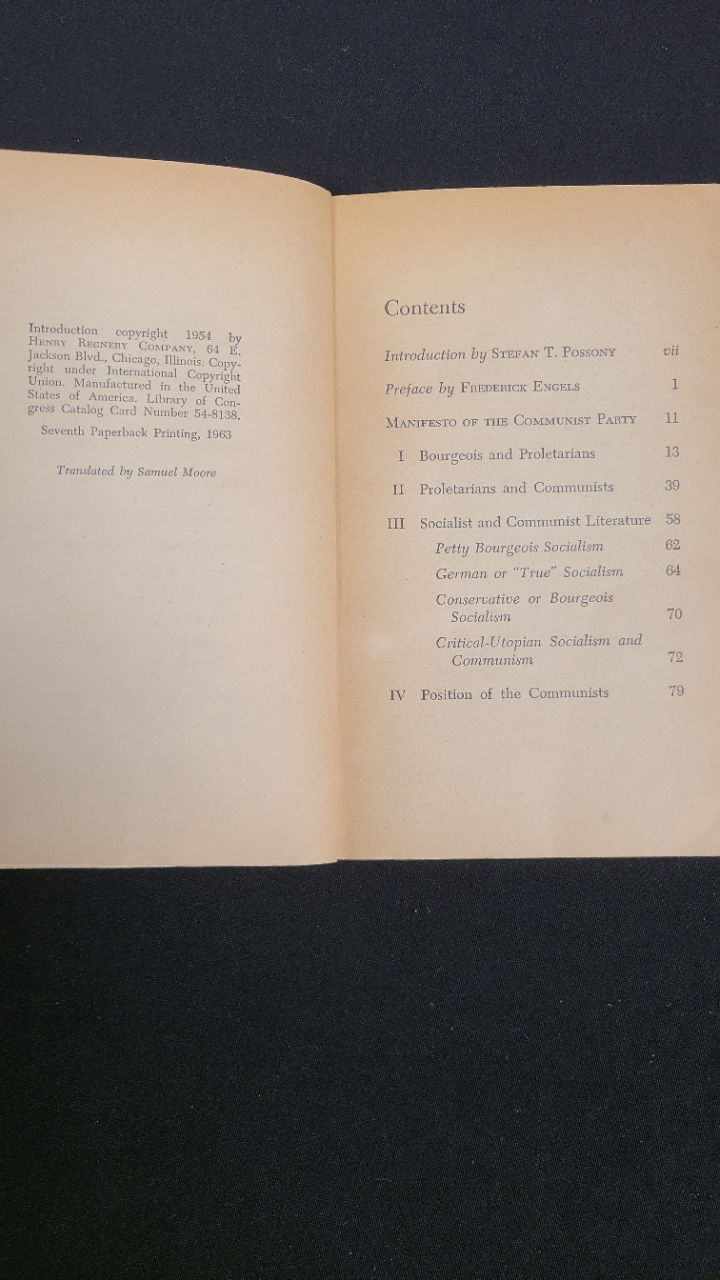 Introduction copyright 1954 by
HENRY REGNERY COMPANY, 64 E.
Jackson Blvd., Chicago, Illinois. Copy-
right under International Copyright
Union. Manufactured in the United
States of America. Library of Con-
gress Catalog Card Number 54-8138.
Seventh Paperback Printing, 1963
Translated by Samuel Moore
Contents
Introduction by STEFAN T. POSSONY vii
Preface by FREDERICK ENGELS 1
MANIFESTO OF THE COMMUNIST PARTY 11
I Bourgeois and Proletarians 13
II Proletarians and Communists 39
III Socialist and Communist Literature 58
Petty Bourgeois Socialism 62
German or "True" Socialism 64
Conservative or Bourgeois
Socialism 70
Critical-Utopian Socialism and
Communism 72
IV Position of the Communists 79